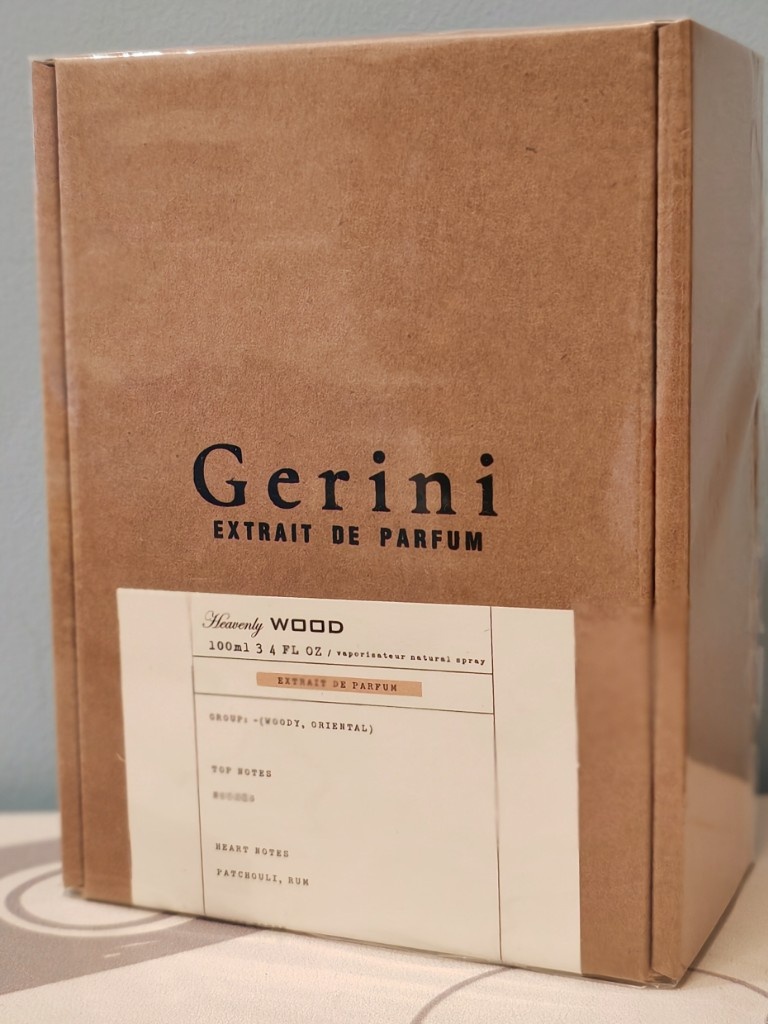 Gerini
EXTRAIT DE PARFUM
Heavenly WOOD
100ml 3 4 FL OZ / vaporisateur natural spray
EXTRAIT DE PARFUM
GROUP: -(WOODY, ORIENTAL)
TOP NOTES
HEART NOTES
PATCHOULI, RUM